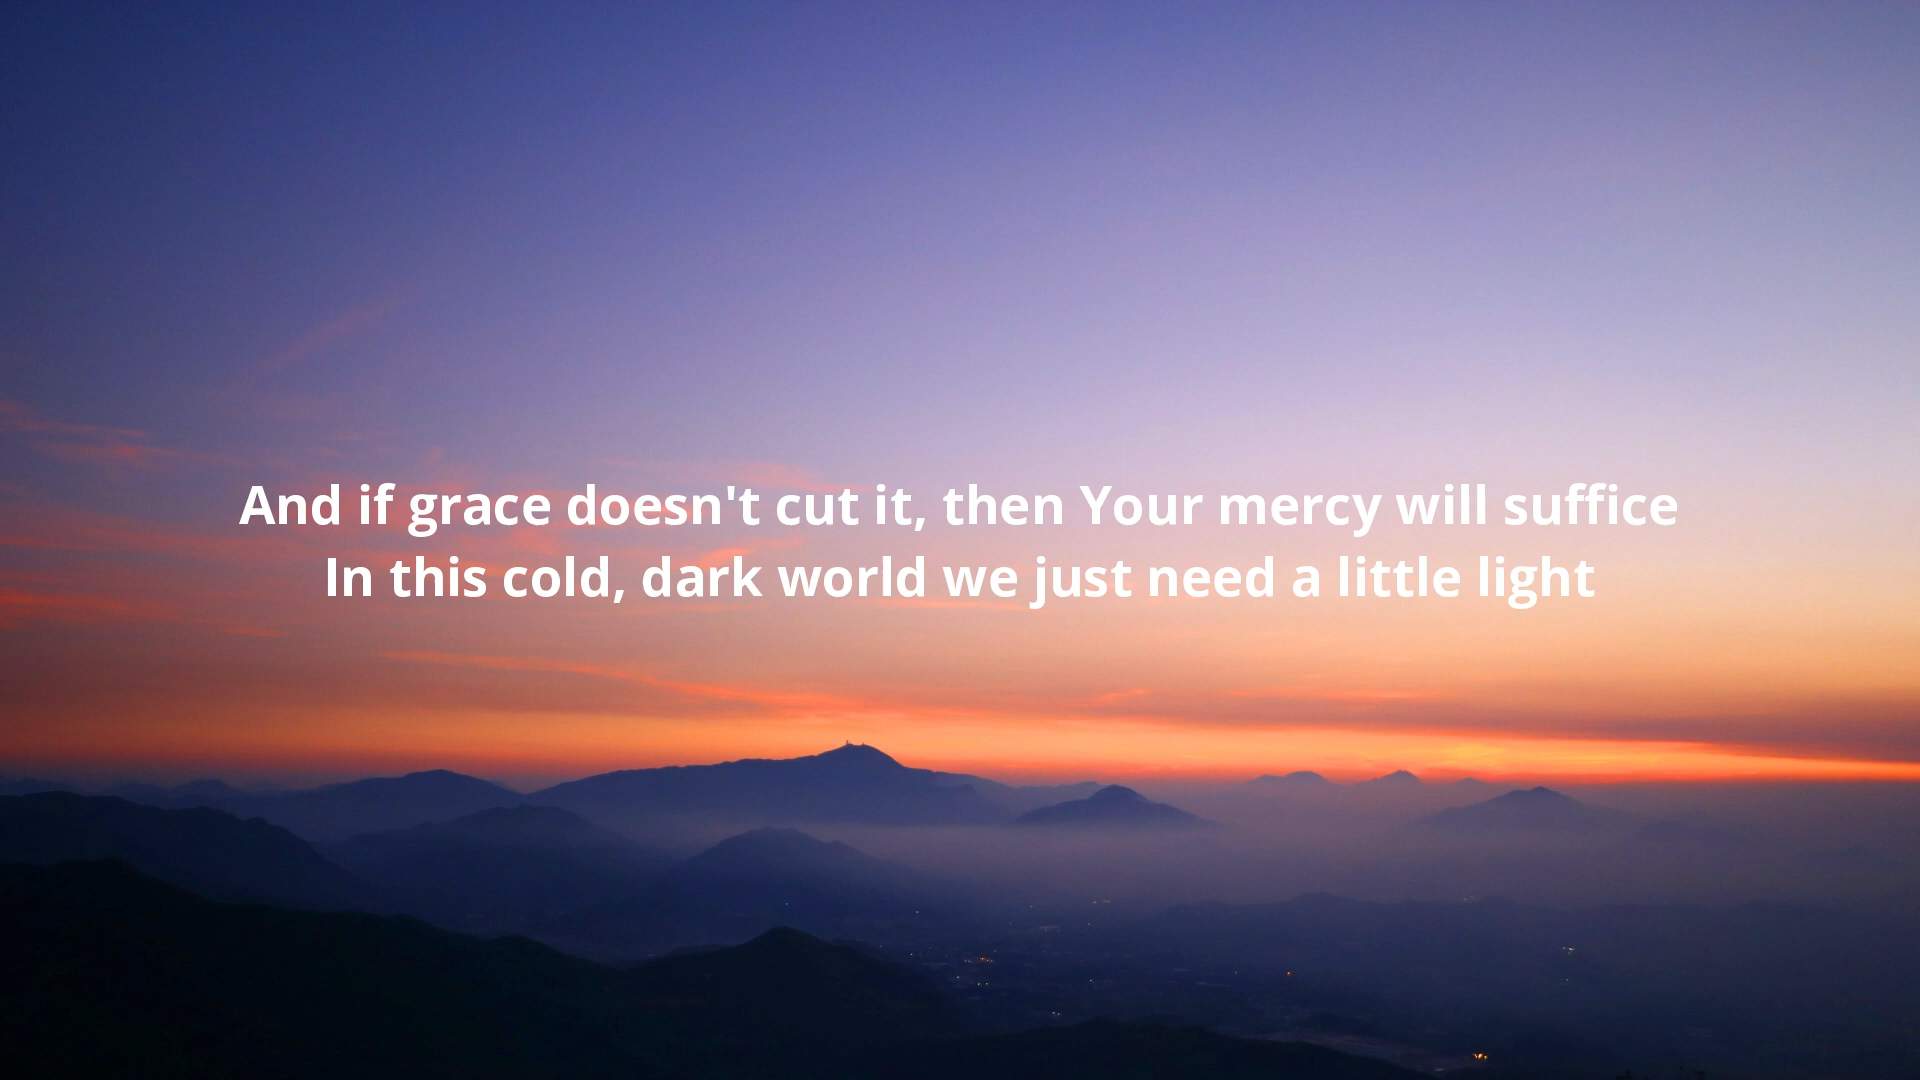 And if grace doesn't cut it, then Your mercy will suffice
In this cold, dark world we just need a little light